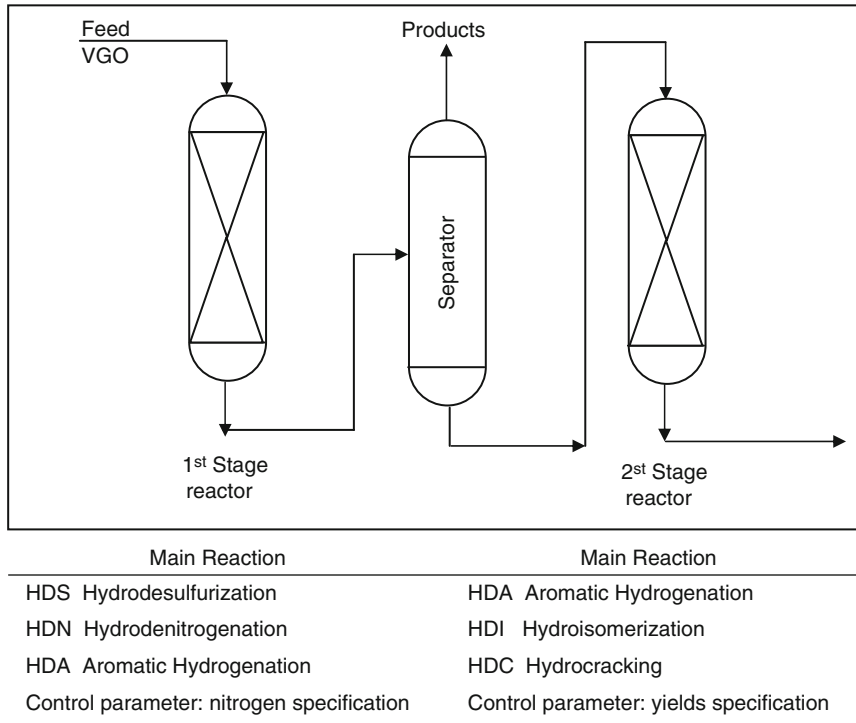 Feed
VGO
Products
Separator
1st Stage
reactor
2st Stage
reactor
Main Reaction
HDS Hydrodesulfurization
HDN Hydrodenitrogenation
HDA Aromatic Hydrogenation
Control parameter: nitrogen specification
Main Reaction
HDA Aromatic Hydrogenation
HDI Hydroisomerization
HDC Hydrocracking
Control parameter: yields specification